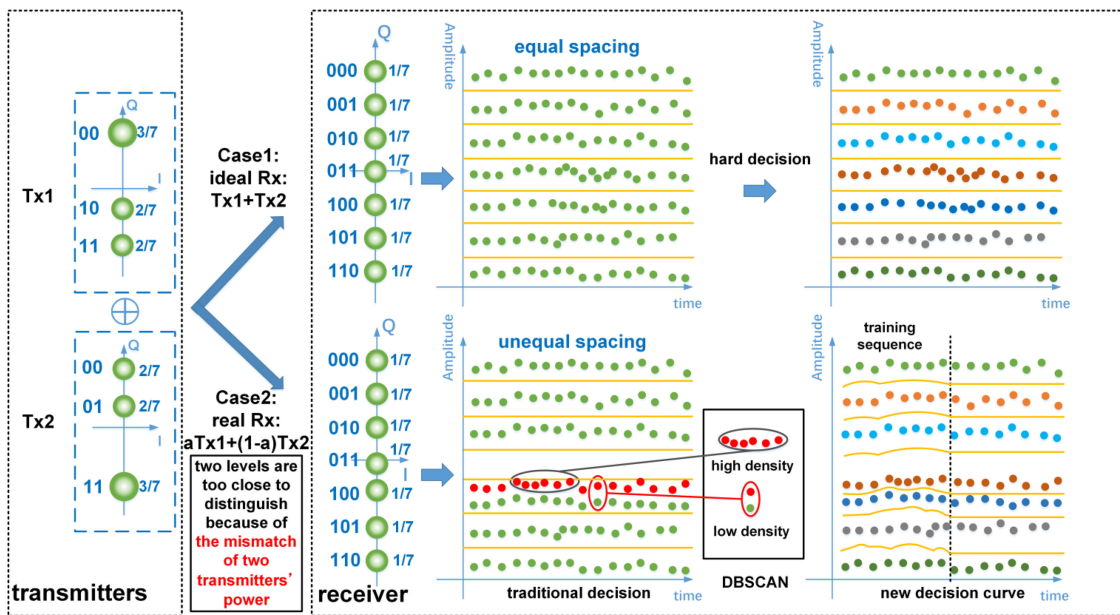 Tx1
Q
I
00
3/7
10
2/7
11
2/7
Tx2
Q
I
00
2/7
01
2/7
11
3/7
transmitters
Case1:
ideal Rx:
Tx1+Tx2
Case2:
real Rx:
aTx1+(1-a)Tx2
two levels are
too close to
distinguish
because of
the mismatch
of two
transmitters’
power
receiver
Q
I
000
1/7
001
1/7
010
1/7
011
1/7
100
1/7
101
1/7
110
1/7
equal spacing
Amplitude
time
hard decision
Amplitude
time
Q
I
000
1/7
001
1/7
010
1/7
011
1/7
100
1/7
101
1/7
110
1/7
unequal spacing
Amplitude
time
traditional decision
high density
low density
DBSCAN
training
sequence
Amplitude
time
new decision curve